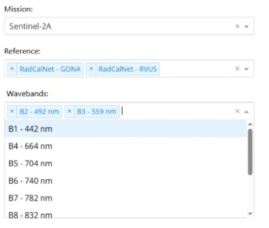 Mission:
Sentinel-2A
Reference:
× RadCalNet - GONA × RadCalNet - RVUS
Wavebands:
× B2 - 492 nm × B3 - 559 nm
B1 - 442 nm
B4 - 664 nm
B5 - 704 nm
B6 - 740 nm
B7 - 782 nm
B8 - 832 nm